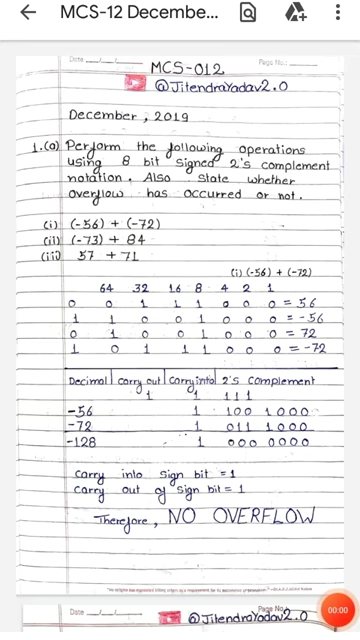 MCS-12 Decembe...
Date __/__/__
Page No.:
MCS-012
@JitendraYadav2.0
December, 2019
1.(a) Perform the following operations
using 8 bit signed 2's complement
notation. Also state whether
overflow has occurred or not.
(i) (-56) + (-72)
(ii) (-73) + 84
(iii) 57 + 71
(i) (-56) + (-72)
64 32 16 8 4 2 1
0 0 1 1 1 0 0 0 = 56
1 1 0 0 1 0 0 0 = -56
0 1 0 0 1 0 0 0 = 72
1 0 1 1 1 0 0 0 = -72
Decimal | carry out | carry into | 2's complement
1 1 1 1 1
-56 1 100 1000
-72 1 011 1000
-128 1 000 0000
carry into sign bit = 1
carry out of sign bit = 1
Therefore, NO OVERFLOW
00:00
Date __/__/__
Page No.
@JitendraYadav2.0